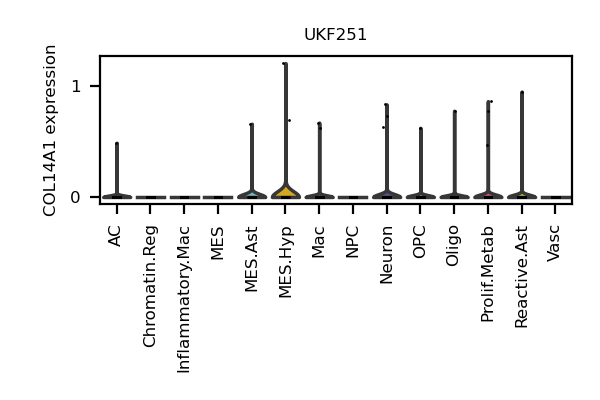 UKF251
COL14A1 expression
1
0
AC
Chromatin.Reg
Inflammatory.Mac
MES
MES.Ast
MES.Hyp
Mac
NPC
Neuron
OPC
Oligo
Prolif.Metab
Reactive.Ast
Vasc